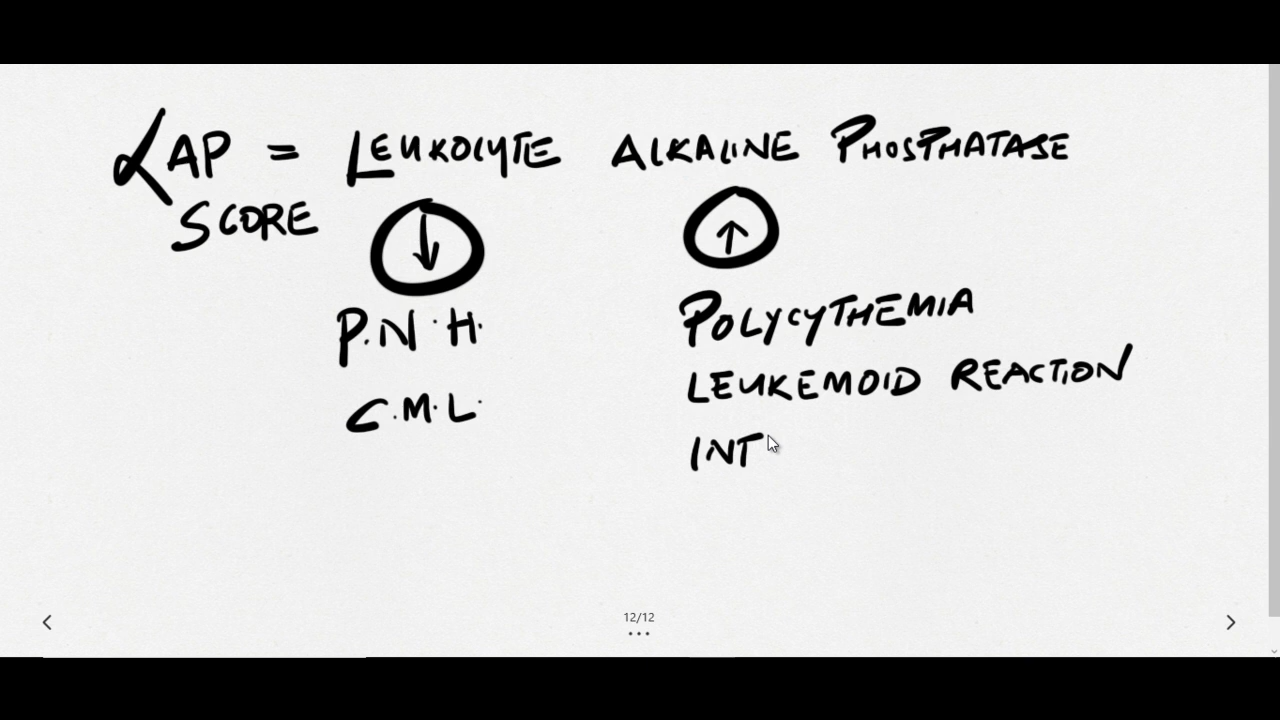 LAP = LEUKOCYTE ALKALINE PHOSPHATASE
SCORE
↓ ↑
P.N.H.
C.M.L.
POLYCYTHEMIA
LEUKEMOID REACTION
INT
12/12